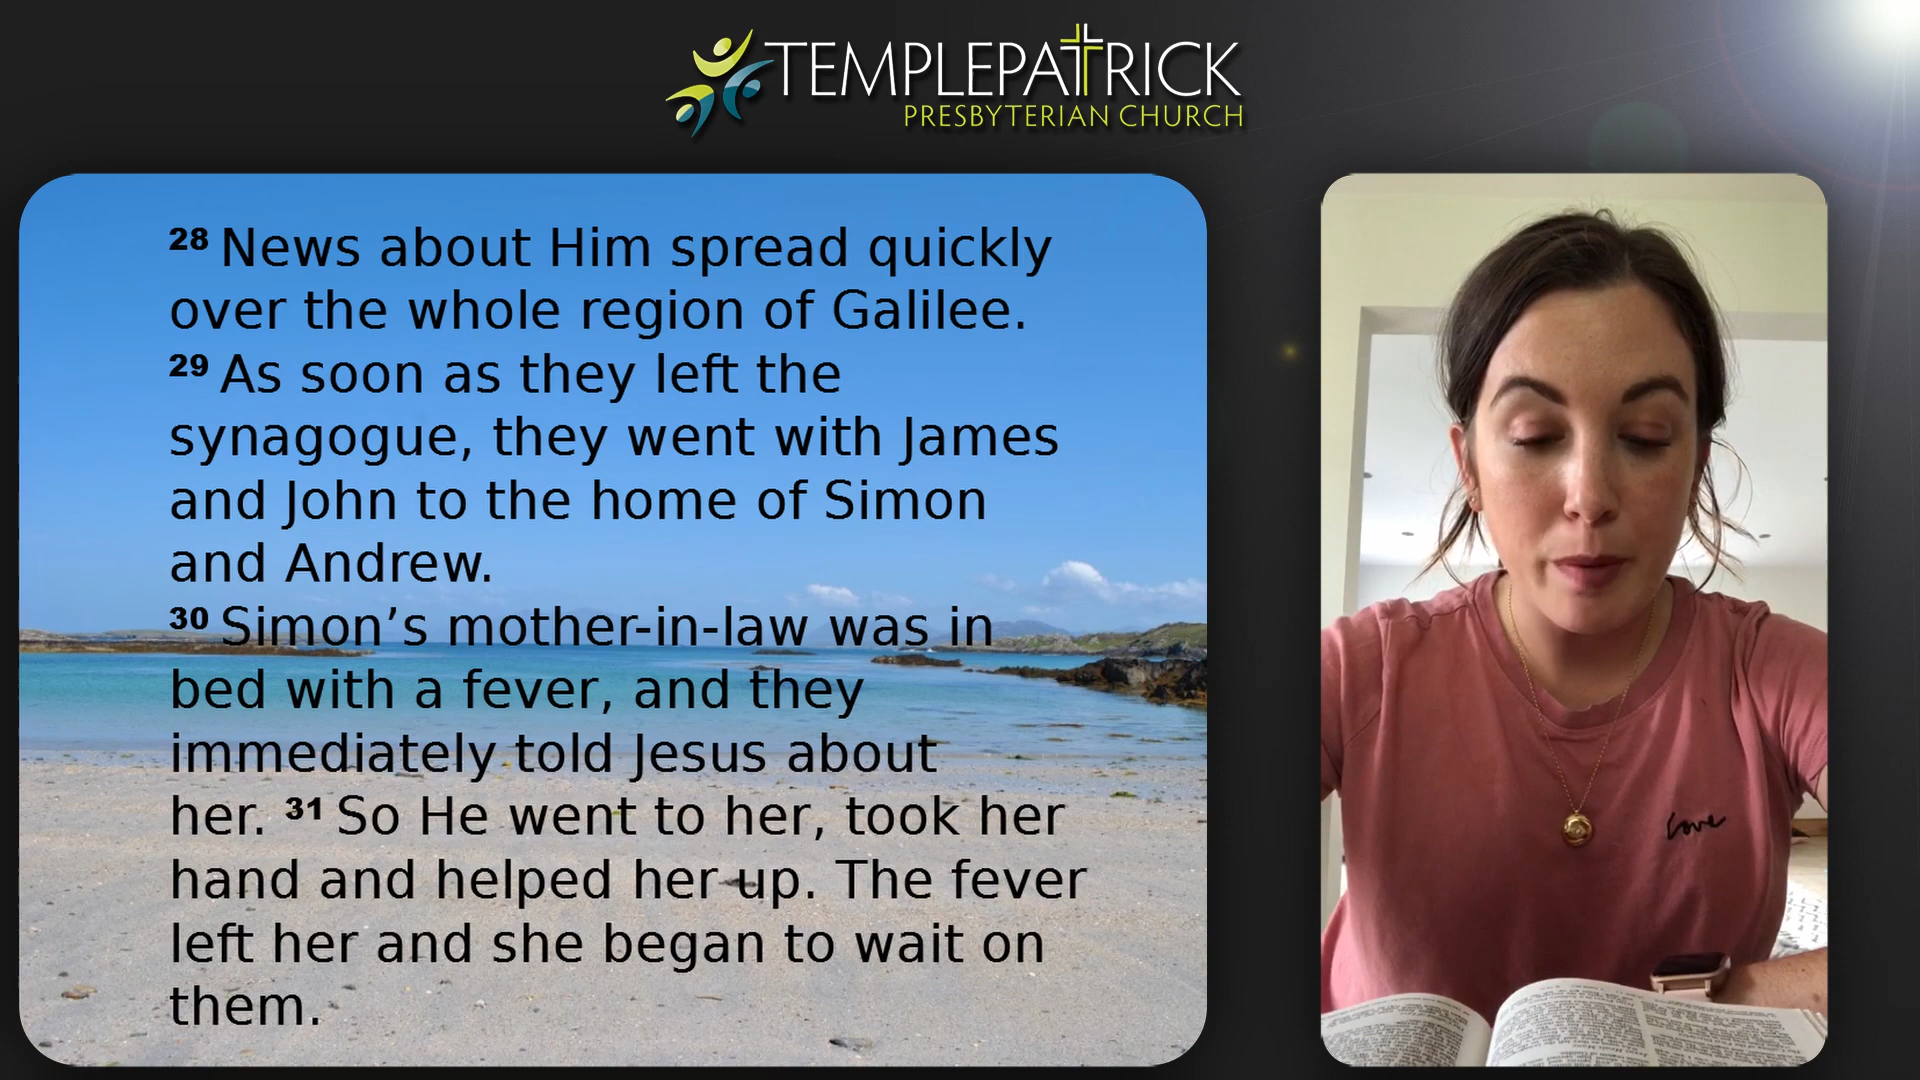 TEMPLEPATRICK
PRESBYTERIAN CHURCH
28 News about Him spread quickly
over the whole region of Galilee.
29 As soon as they left the
synagogue, they went with James
and John to the home of Simon
and Andrew.
30 Simon’s mother-in-law was in
bed with a fever, and they
immediately told Jesus about
her. 31 So He went to her, took her
hand and helped her up. The fever
left her and she began to wait on
them.
love